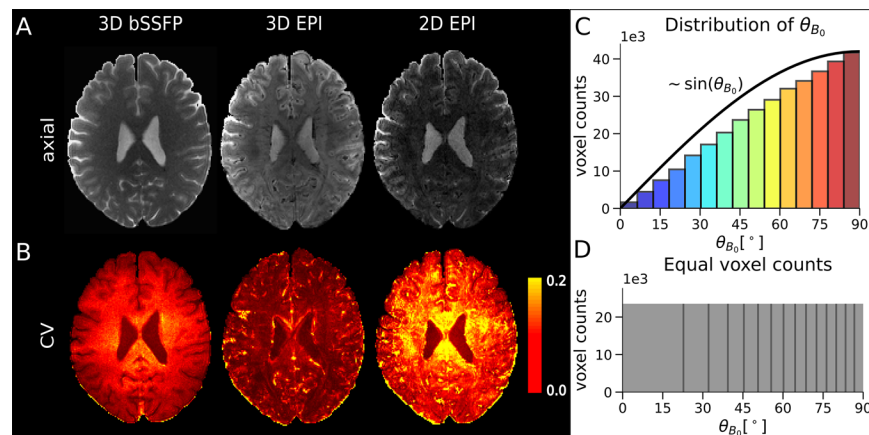 A
3D bSSFP
3D EPI
2D EPI
axial
B
CV
0.2
0.0
C
Distribution of θB₀
1e3
voxel counts
40
20
0
~ sin(θB₀)
0 15 30 45 60 75 90
θB₀[°]
D
Equal voxel counts
1e3
voxel counts
20
10
0
0 15 30 45 60 75 90
θB₀[°]